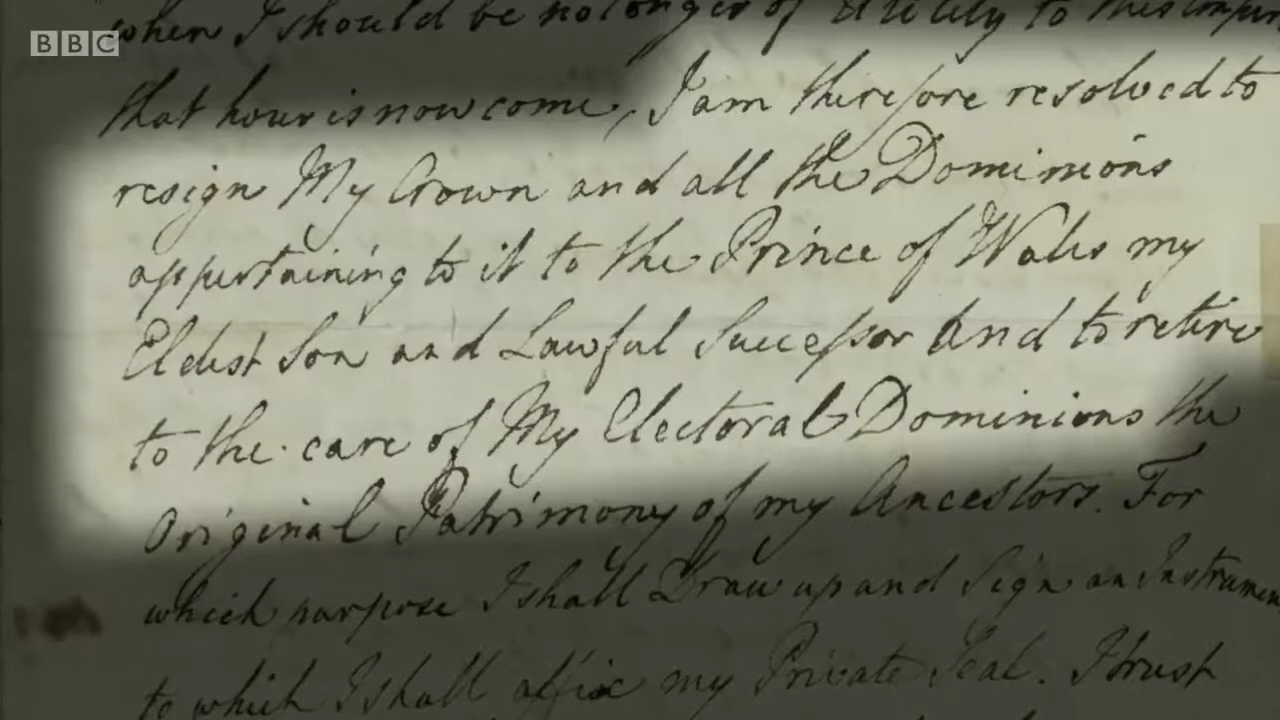 BBC
when I should be no longer of utility to this Empire
that hour is now come, I am therefore resolved to
resign My Crown and all the Dominions
appertaining to it to the Prince of Wales my
Eldest Son and Lawful Successor and to retire
to the care of My Electoral Dominions the
Original Patrimony of my Ancestors. For
which purpose I shall Draw up and Sign an Instrument
to which I shall affix my Private Seal. I trust